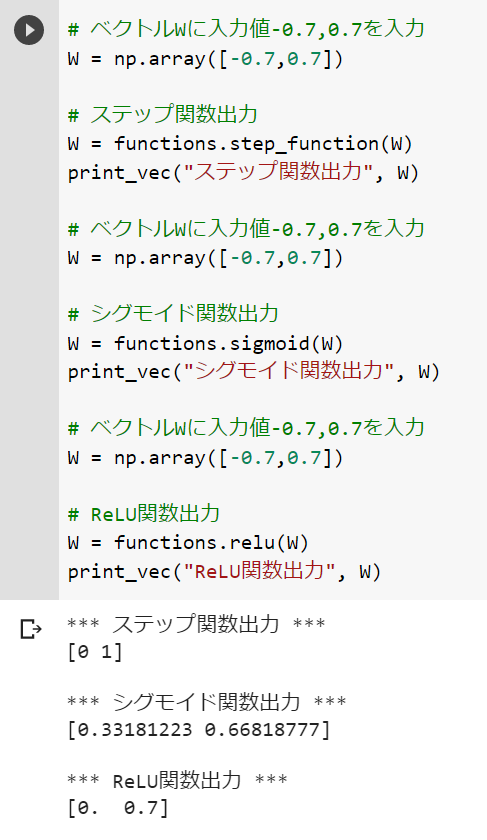 # ベクトルWに入力値-0.7,0.7を入力
W = np.array([-0.7,0.7])
# ステップ関数出力
W = functions.step_function(W)
print_vec("ステップ関数出力", W)
# ベクトルWに入力値-0.7,0.7を入力
W = np.array([-0.7,0.7])
# シグモイド関数出力
W = functions.sigmoid(W)
print_vec("シグモイド関数出力", W)
# ベクトルWに入力値-0.7,0.7を入力
W = np.array([-0.7,0.7])
# ReLU関数出力
W = functions.relu(W)
print_vec("ReLU関数出力", W)
*** ステップ関数出力 ***
[0 1]
*** シグモイド関数出力 ***
[0.33181223 0.66818777]
*** ReLU関数出力 ***
[0.  0.7]